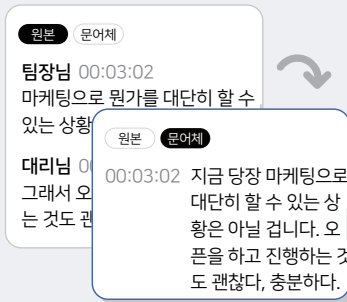 원본 문어체
팀장님 00:03:02
마케팅으로 뭔가를 대단히 할 수
있는 상황
대리님
그래서 오
는 것도
원본 문어체
00:03:02 지금 당장 마케팅으로
대단히 할 수 있는 상
황은 아닐 겁니다. 오
픈을 하고 진행하는 것
도 괜찮다, 충분하다.